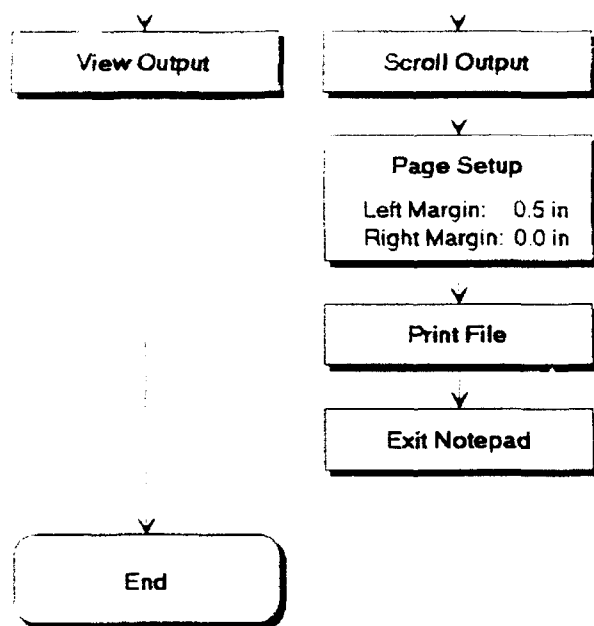 View Output
Scroll Output
Page Setup
Left Margin: 0.5 in
Right Margin: 0.0 in
Print File
Exit Notepad
End